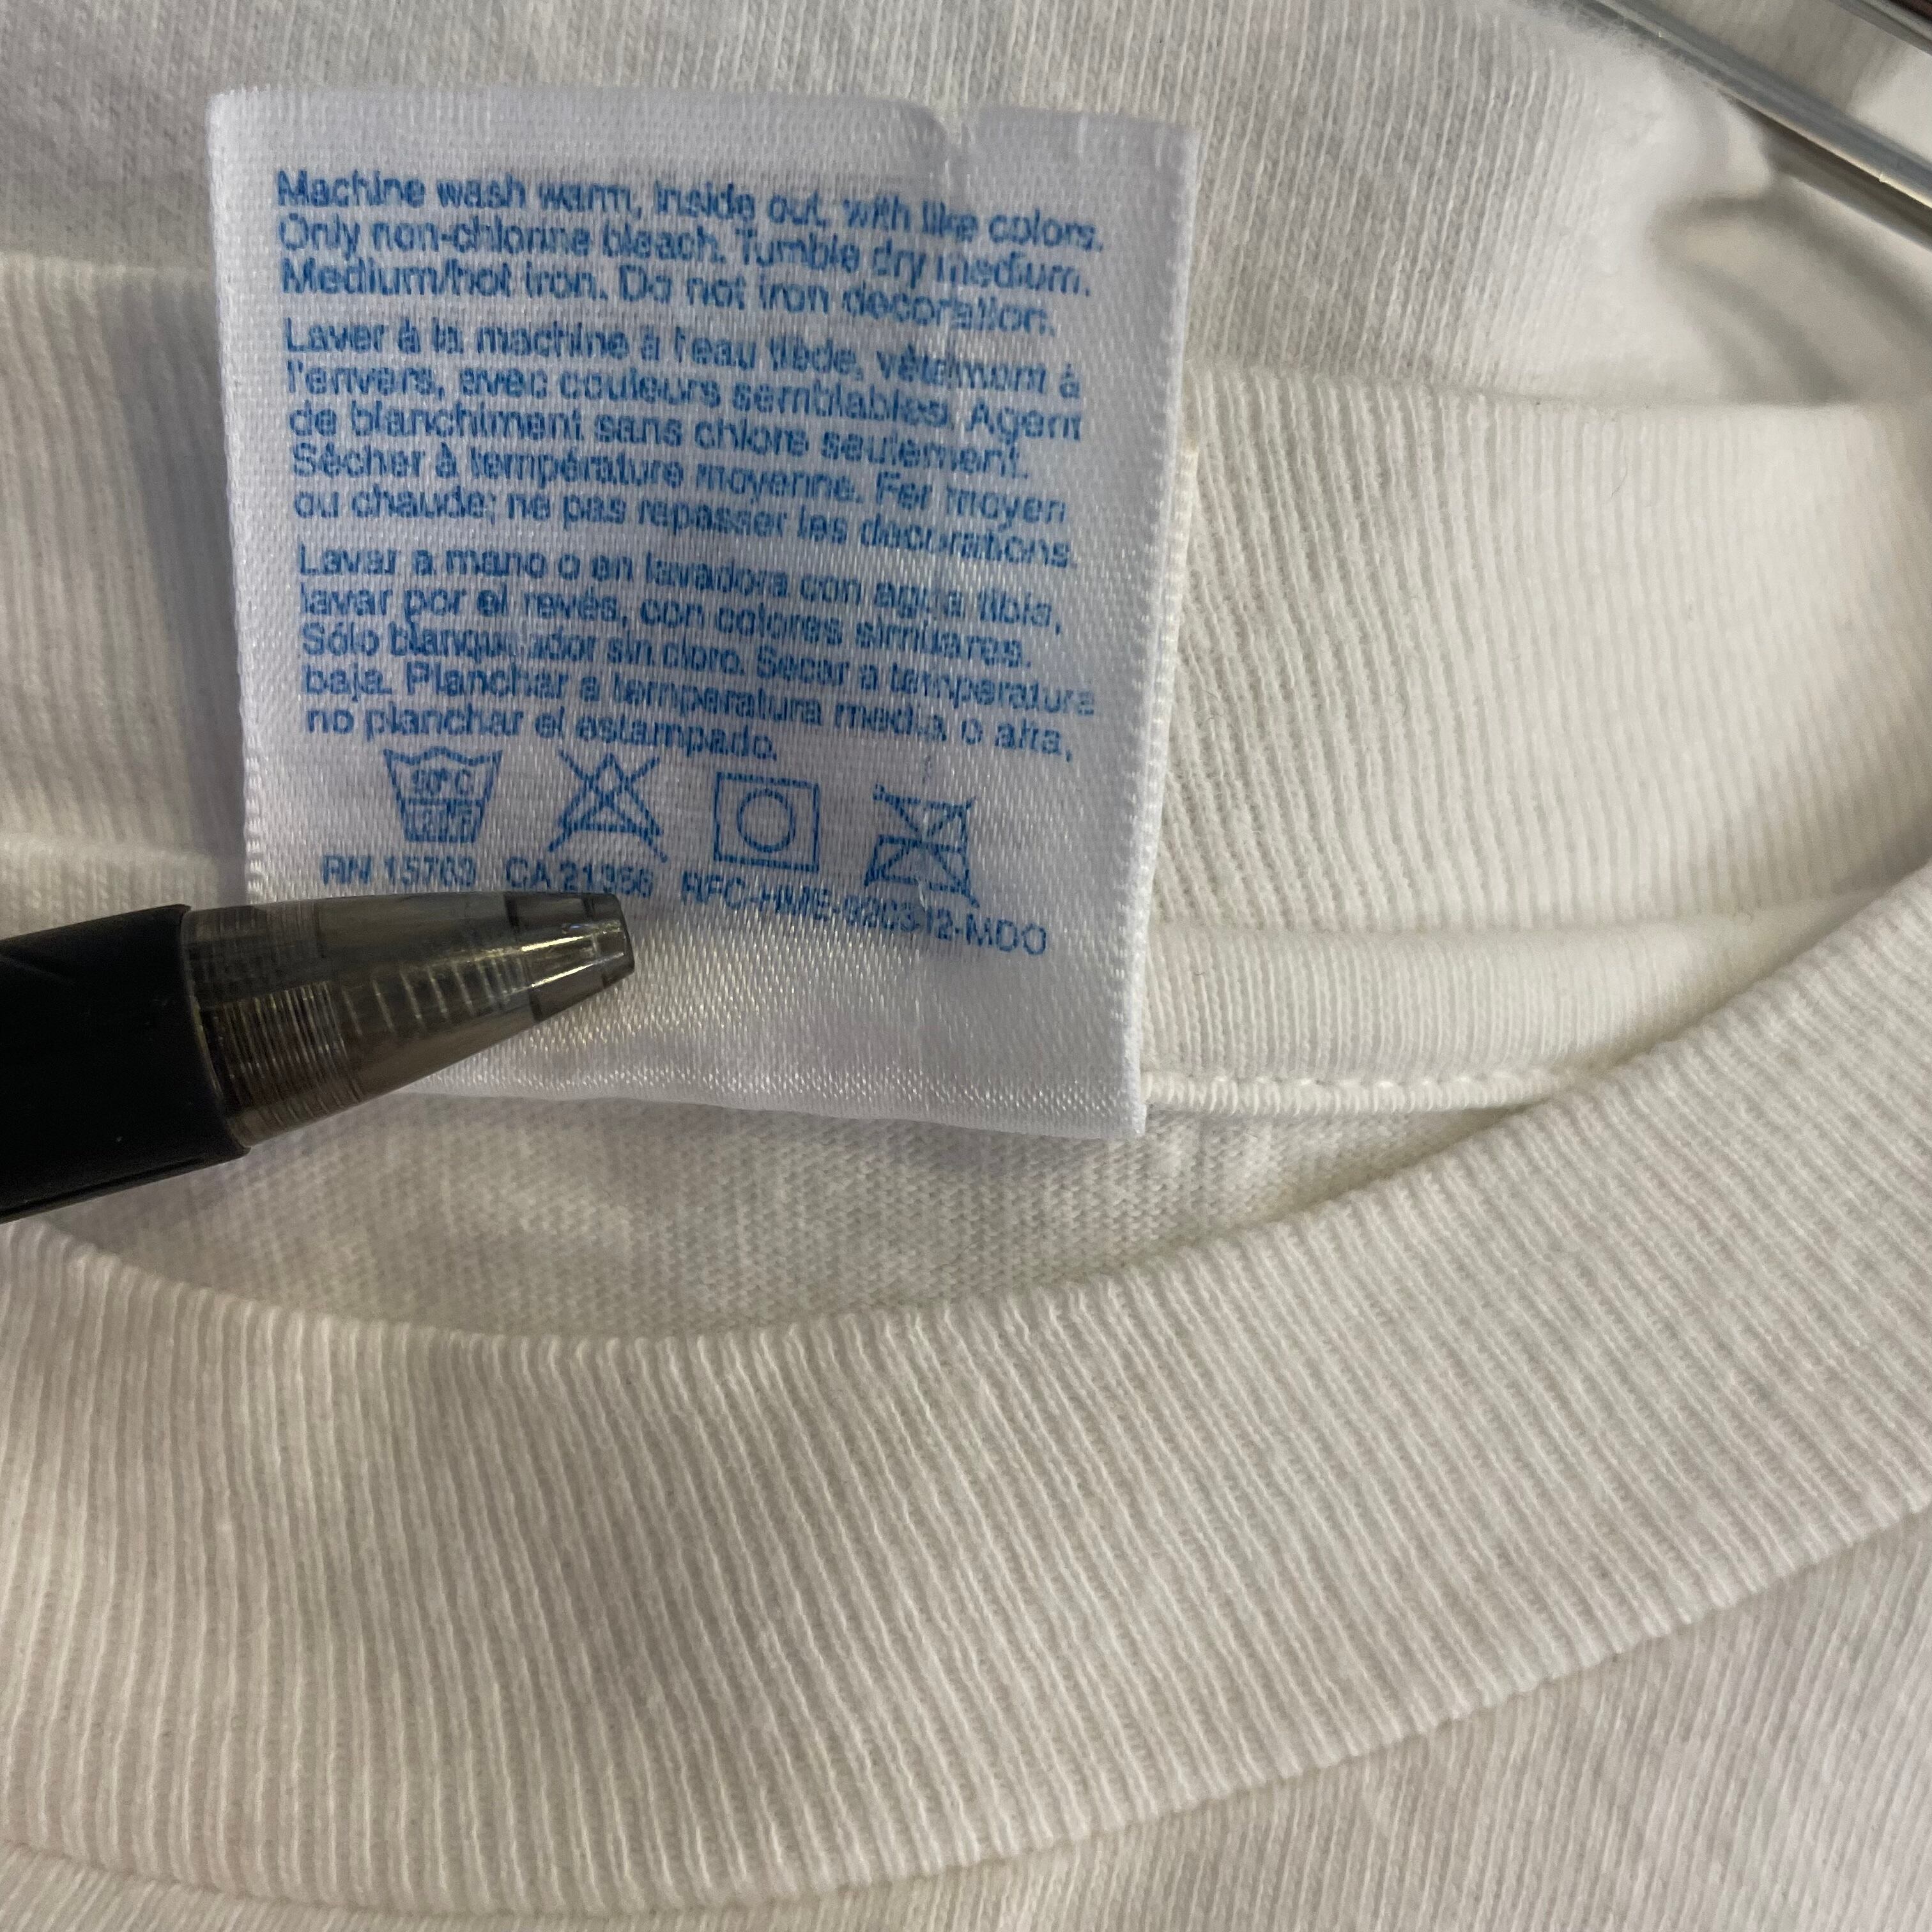 Machine wash warm, inside out, with like colors.
Only non-chlorine bleach. Tumble dry medium.
Medium/hot iron. Do not iron decoration.
Laver à la machine à l'eau tiède, vêtement à
l'envers, avec couleurs semblables. Agent
de blanchiment sans chlore seulement.
Sécher à température moyenne. Fer moyen
ou chaude; ne pas repasser les décorations.
Lavar a mano o en lavadora con agua tibia,
lavar por el revés, con colores similares.
Sólo blanqueador sin cloro. Secar a temperatura
baja. Planchar a temperatura media o alta,
no planchar el estampado.
RN 15763 CA 21356 RFC-HME-920312-MDO